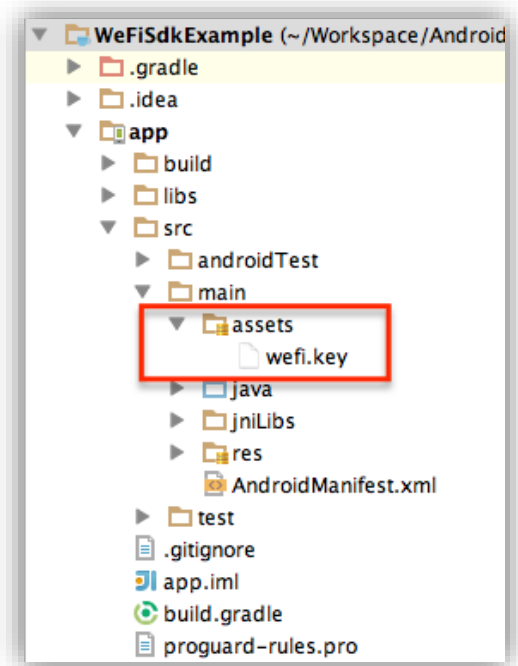 WeFiSdkExample (~/Workspace/Android
.gradle
.idea
app
build
libs
src
androidTest
main
assets
wefi.key
java
jniLibs
res
AndroidManifest.xml
test
.gitignore
app.iml
build.gradle
proguard-rules.pro